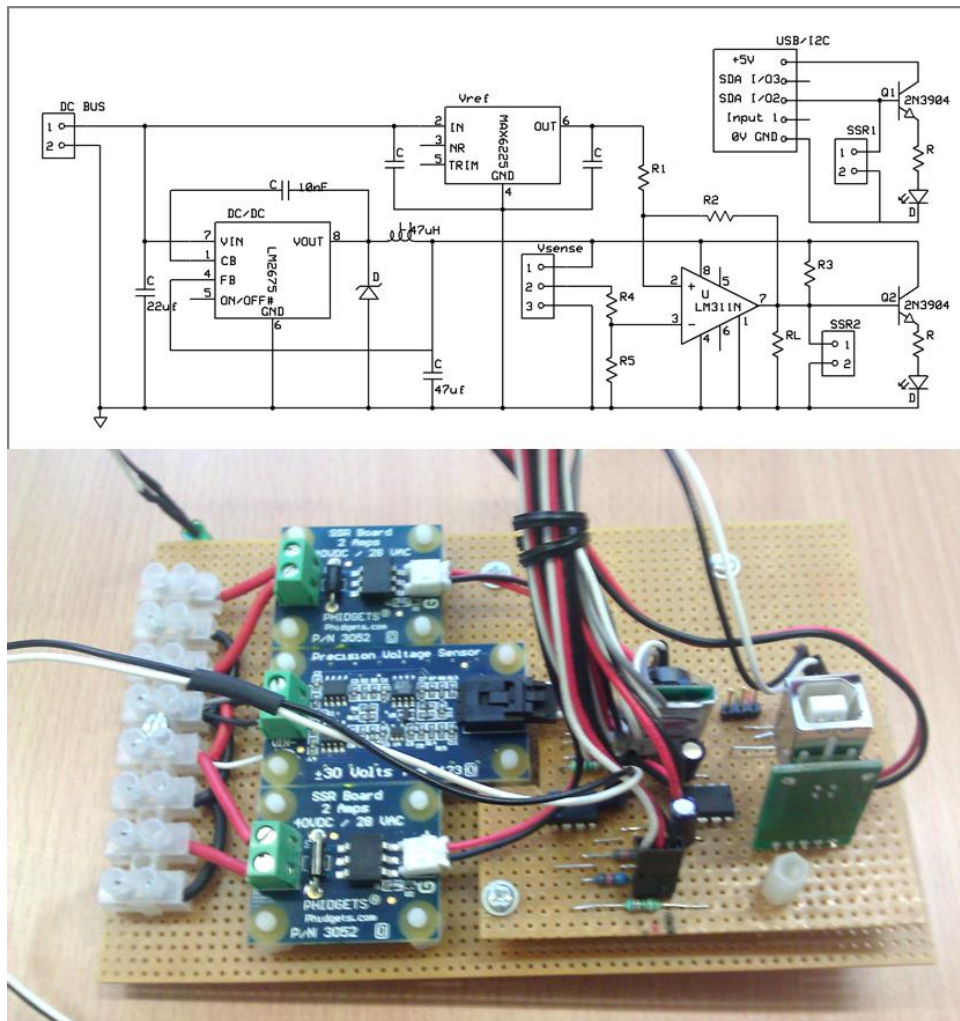 USB/I2C
+5V
SDA I/O3
SDA I/O2
Input 1
0V GND
Q1
2N3904
SSR1
1
2
R
D
DC BUS
1
2
Vref
2 IN OUT 6
3 NR
5 TRIM
MAX6225
GND
4
C
C
R1
R2
C 10nF
DC/DC
7 VIN VOUT 8
1 CB
4 FB
5 ON/OFF#
LM2675
GND
6
47uH
D
C
22uf
C
47uf
Vsense
1
2
3
R4
R5
2 +
3 -
8 5
U
LM311N
7
4 6 1
R3
RL
Q2
2N3904
SSR2
1
2
R
D
SSR Board
2 Amps
40VDC / 28 VAC
PHIDGETS®
Phidgets.com
P/N 3052
Precision Voltage Sensor
±30 Volts
SSR Board
2 Amps
40VDC / 28 VAC
PHIDGETS®
Phidgets.com
P/N 3052